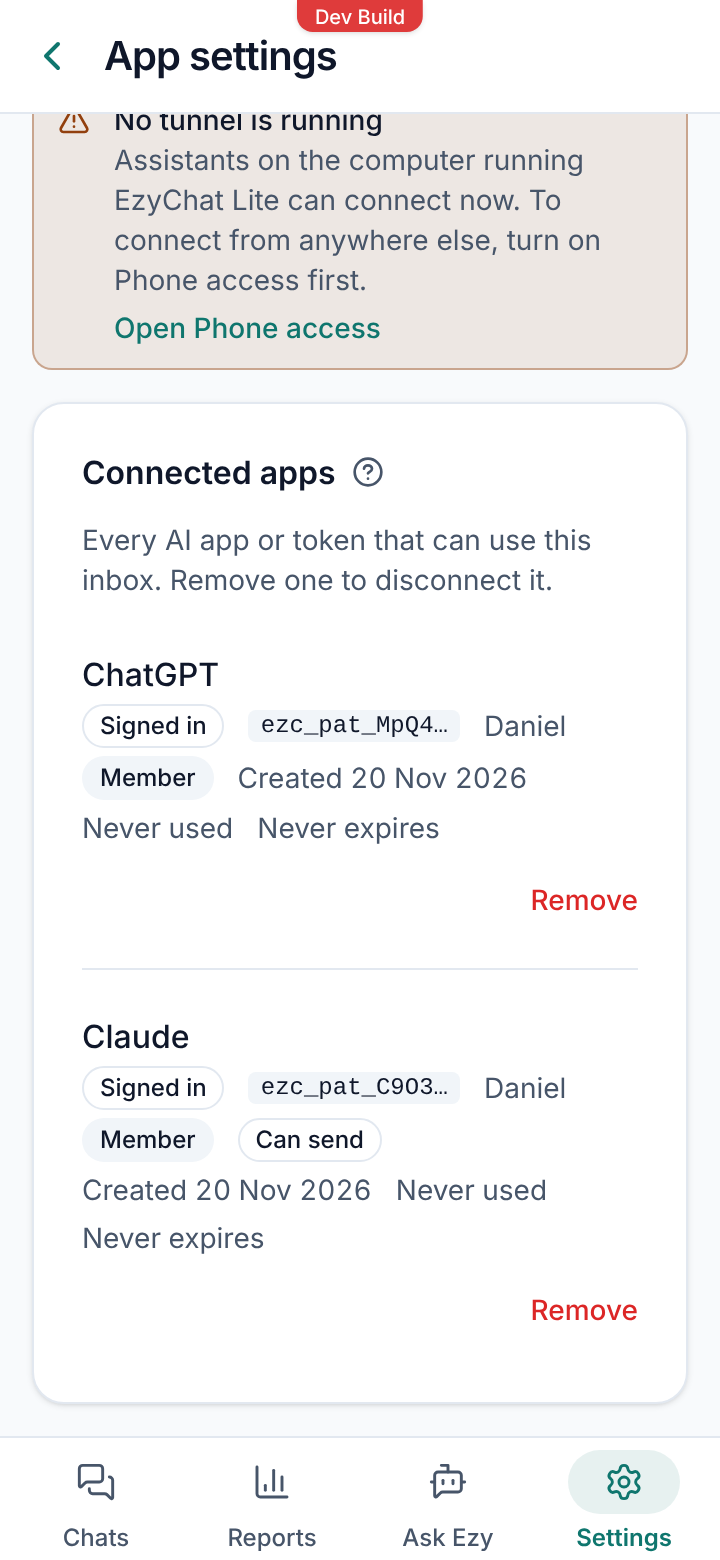 Dev Build
App settings
No tunnel is running
Assistants on the computer running
EzyChat Lite can connect now. To
connect from anywhere else, turn on
Phone access first.
Open Phone access
Connected apps
Every AI app or token that can use this
inbox. Remove one to disconnect it.
ChatGPT
Signed in ezc_pat_MpQ4… Daniel
Member Created 20 Nov 2026
Never used Never expires
Remove
Claude
Signed in ezc_pat_C9O3… Daniel
Member Can send
Created 20 Nov 2026 Never used
Never expires
Remove
Chats Reports Ask Ezy Settings